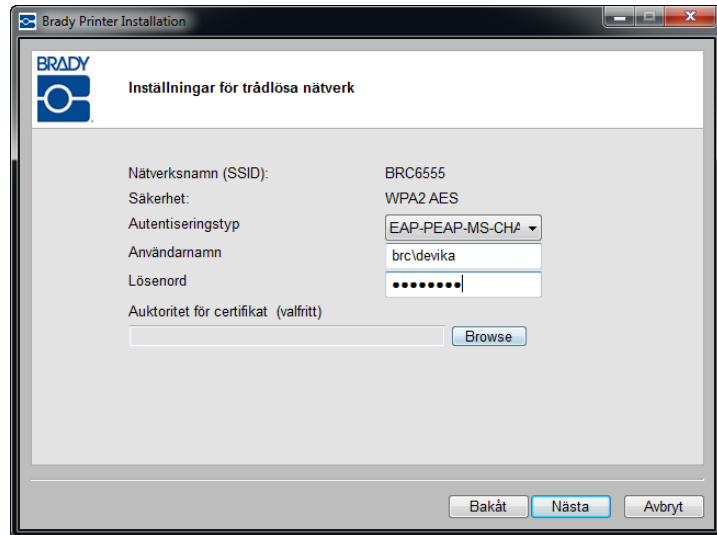 Brady Printer Installation
BRADY
Inställningar för trådlösa nätverk
Nätverksnamn (SSID): BRC6555
Säkerhet: WPA2 AES
Autentiseringstyp EAP-PEAP-MS-CHA
Användarnamn brc\devika
Lösenord ●●●●●●●●
Auktoritet för certifikat (valfritt)
Browse
Bakåt Nästa Avbryt